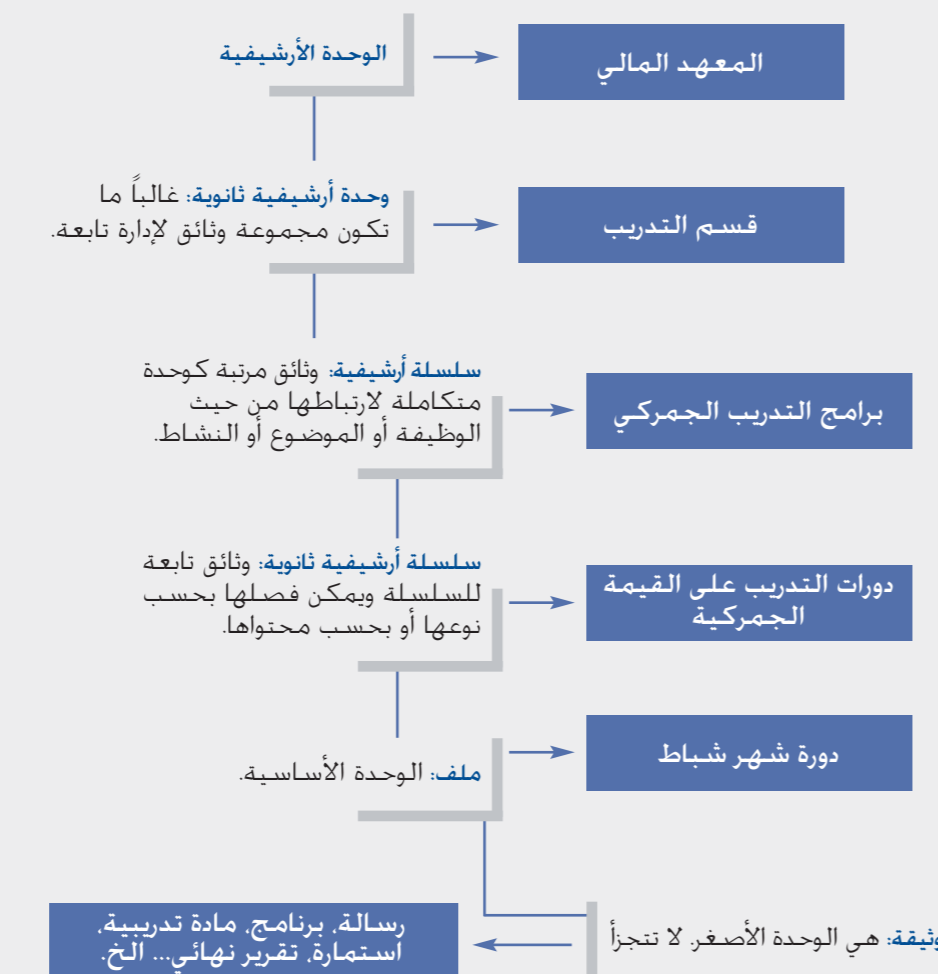 الوحدة الأرشيفية
المعهد المالي
وحدة أرشيفية ثانوية: غالباً ما
تكون مجموعة وثائق لإدارة تابعة.
قسم التدريب
سلسلة أرشيفية: وثائق مرتبة كوحدة
متكاملة لارتباطها من حيث
الوظيفة أو الموضوع أو النشاط.
برامج التدريب الجمركي
سلسلة أرشيفية ثانوية: وثائق تابعة
للسلسلة ويمكن فصلها بحسب
نوعها أو بحسب محتواها.
دورات التدريب على القيمة
الجمركية
ملف: الوحدة الأساسية.
دورة شهر شباط
وثيقة: هي الوحدة الأصغر. لا تتجزأ
رسالة، برنامج، مادة تدريبية،
استمارة، تقرير نهائي... الخ.